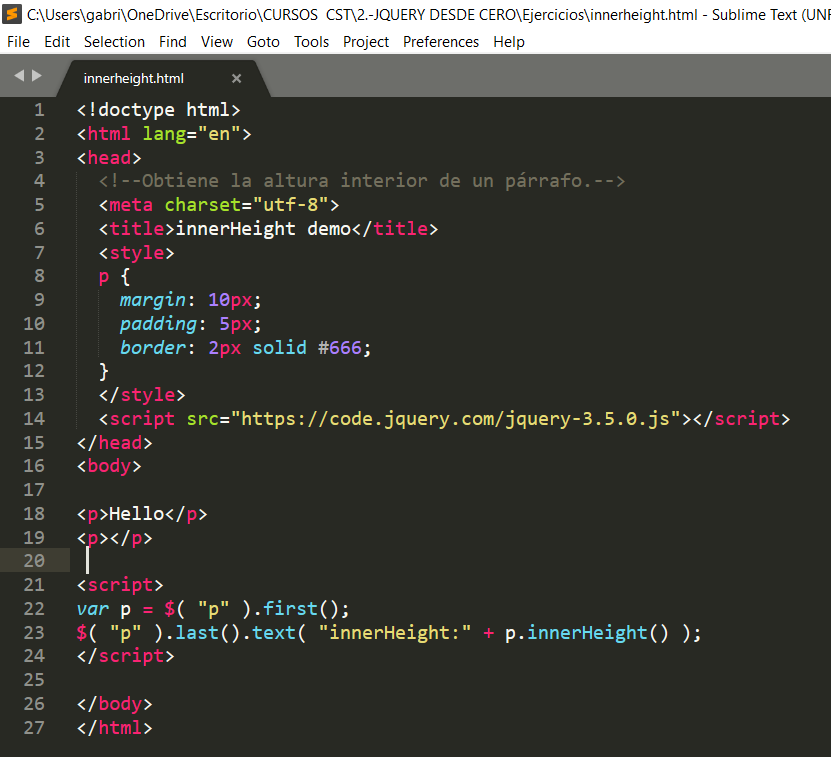 C:\Users\gabri\OneDrive\Escritorio\CURSOS  CST\2.-JQUERY DESDE CERO\Ejercicios\innerheight.html - Sublime Text (UNR
File Edit Selection Find View Goto Tools Project Preferences Help
innerheight.html ×
1 <!doctype html>
2 <html lang="en">
3 <head>
4   <!--Obtiene la altura interior de un párrafo.-->
5   <meta charset="utf-8">
6   <title>innerHeight demo</title>
7   <style>
8   p {
9     margin: 10px;
10     padding: 5px;
11     border: 2px solid #666;
12   }
13   </style>
14   <script src="https://code.jquery.com/jquery-3.5.0.js"></script>
15 </head>
16 <body>
17
18 <p>Hello</p>
19 <p></p>
20
21 <script>
22 var p = $( "p" ).first();
23 $( "p" ).last().text( "innerHeight:" + p.innerHeight() );
24 </script>
25
26 </body>
27 </html>